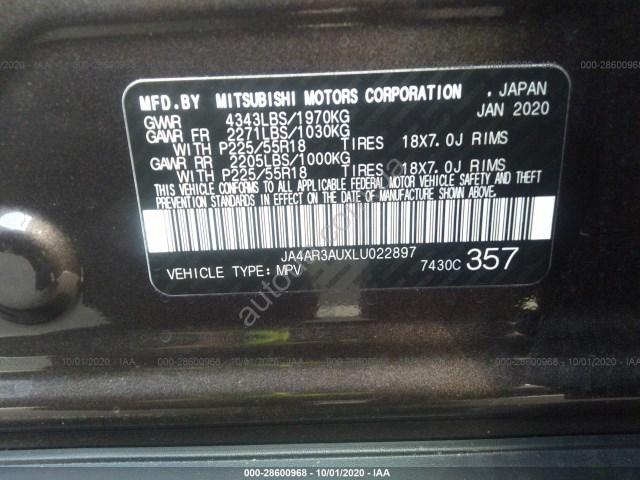 MFD.BY MITSUBISHI MOTORS CORPORATION , JAPAN
GVWR 4343LBS/1970KG JAN 2020
GAWR FR 2271LBS/1030KG
WITH P225/55R18 TIRES 18X7.0J RIMS
GAWR RR 2205LBS/1000KG
WITH P225/55R18 TIRES 18X7.0J RIMS
THIS VEHICLE CONFORMS TO ALL APPLICABLE FEDERAL MOTOR VEHICLE SAFETY AND THEFT
PREVENTION STANDARDS IN EFFECT ON THE DATE OF MANUFACTURE SHOWN ABOVE.
JA4AR3AUXLU022897
VEHICLE TYPE: MPV 7430C 357
000-28600968 • 10/01/2020 - IAA